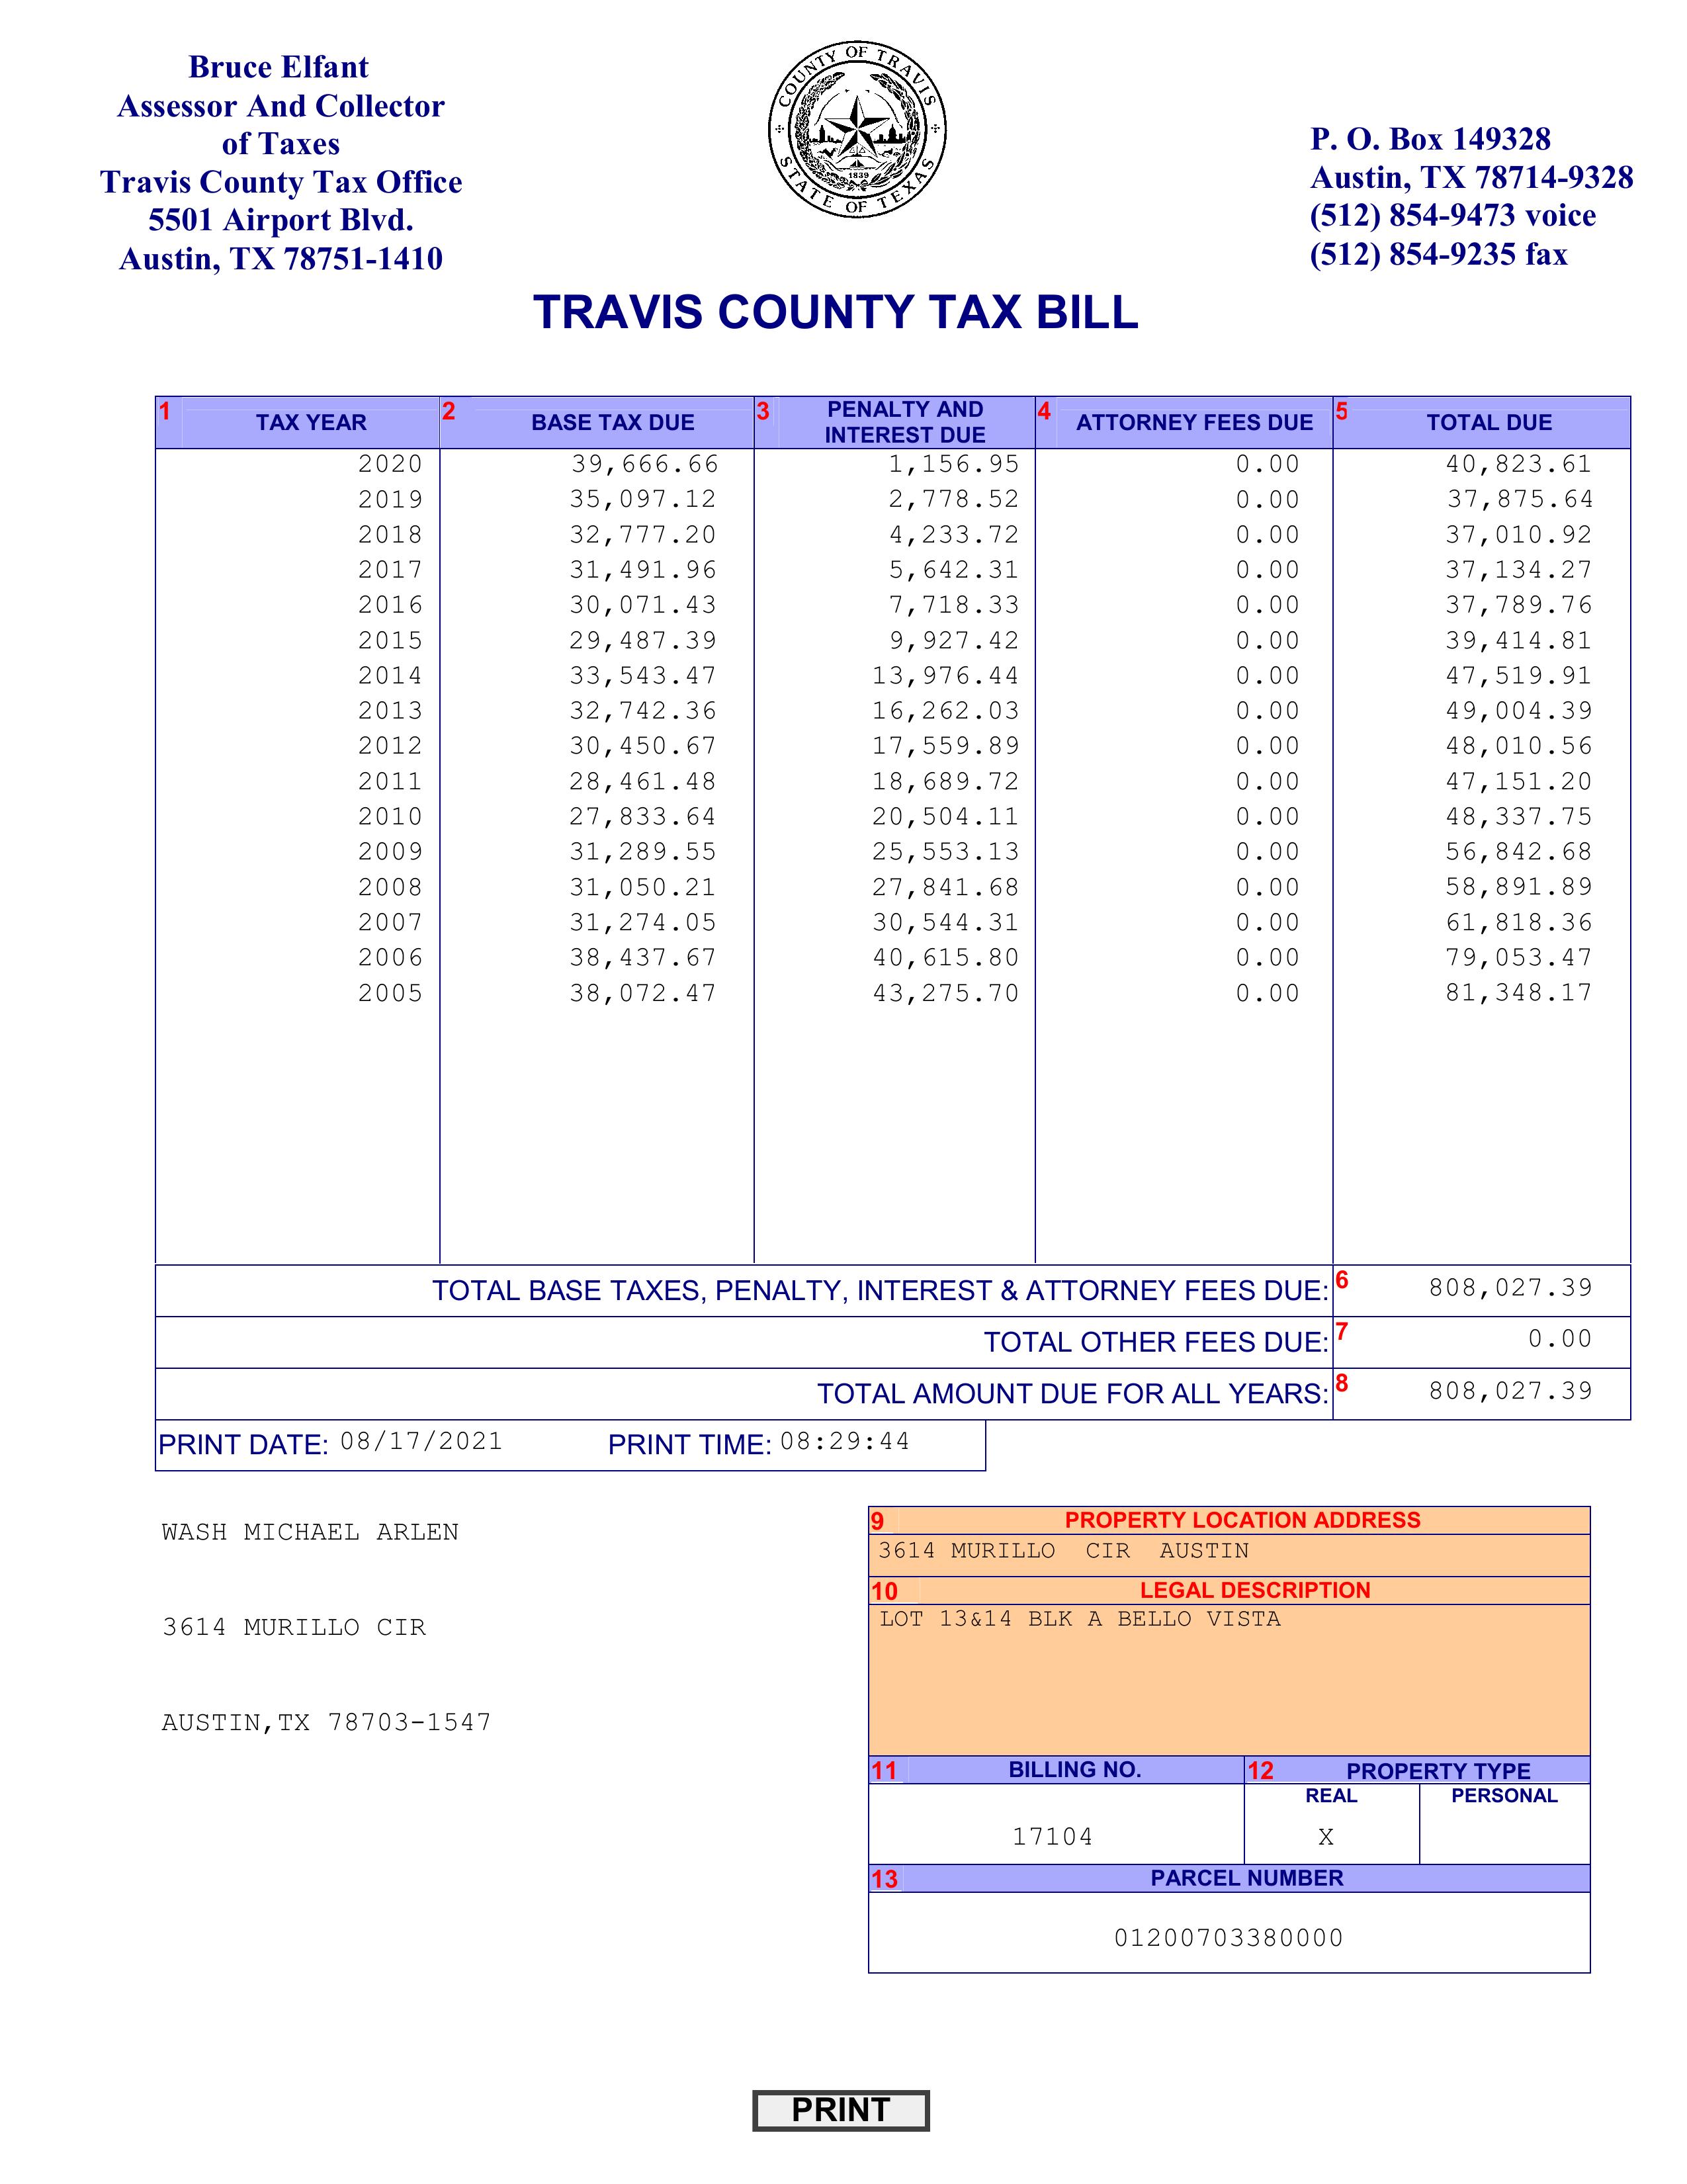 Bruce Elfant
Assessor And Collector
of Taxes
Travis County Tax Office
5501 Airport Blvd.
Austin, TX 78751-1410
COUNTY OF TRAVIS
1839
STATE OF TEXAS
P. O. Box 149328
Austin, TX 78714-9328
(512) 854-9473 voice
(512) 854-9235 fax
TRAVIS COUNTY TAX BILL
1 TAX YEAR 2 BASE TAX DUE 3 PENALTY AND INTEREST DUE 4 ATTORNEY FEES DUE 5 TOTAL DUE
2020 39,666.66 1,156.95 0.00 40,823.61
2019 35,097.12 2,778.52 0.00 37,875.64
2018 32,777.20 4,233.72 0.00 37,010.92
2017 31,491.96 5,642.31 0.00 37,134.27
2016 30,071.43 7,718.33 0.00 37,789.76
2015 29,487.39 9,927.42 0.00 39,414.81
2014 33,543.47 13,976.44 0.00 47,519.91
2013 32,742.36 16,262.03 0.00 49,004.39
2012 30,450.67 17,559.89 0.00 48,010.56
2011 28,461.48 18,689.72 0.00 47,151.20
2010 27,833.64 20,504.11 0.00 48,337.75
2009 31,289.55 25,553.13 0.00 56,842.68
2008 31,050.21 27,841.68 0.00 58,891.89
2007 31,274.05 30,544.31 0.00 61,818.36
2006 38,437.67 40,615.80 0.00 79,053.47
2005 38,072.47 43,275.70 0.00 81,348.17
TOTAL BASE TAXES, PENALTY, INTEREST & ATTORNEY FEES DUE: 6 808,027.39
TOTAL OTHER FEES DUE: 7 0.00
TOTAL AMOUNT DUE FOR ALL YEARS: 8 808,027.39
PRINT DATE: 08/17/2021 PRINT TIME: 08:29:44
WASH MICHAEL ARLEN
3614 MURILLO CIR
AUSTIN,TX 78703-1547
9 PROPERTY LOCATION ADDRESS
3614 MURILLO CIR AUSTIN
10 LEGAL DESCRIPTION
LOT 13&14 BLK A BELLO VISTA
11 BILLING NO. 12 PROPERTY TYPE
REAL PERSONAL
17104 X
13 PARCEL NUMBER
01200703380000
PRINT